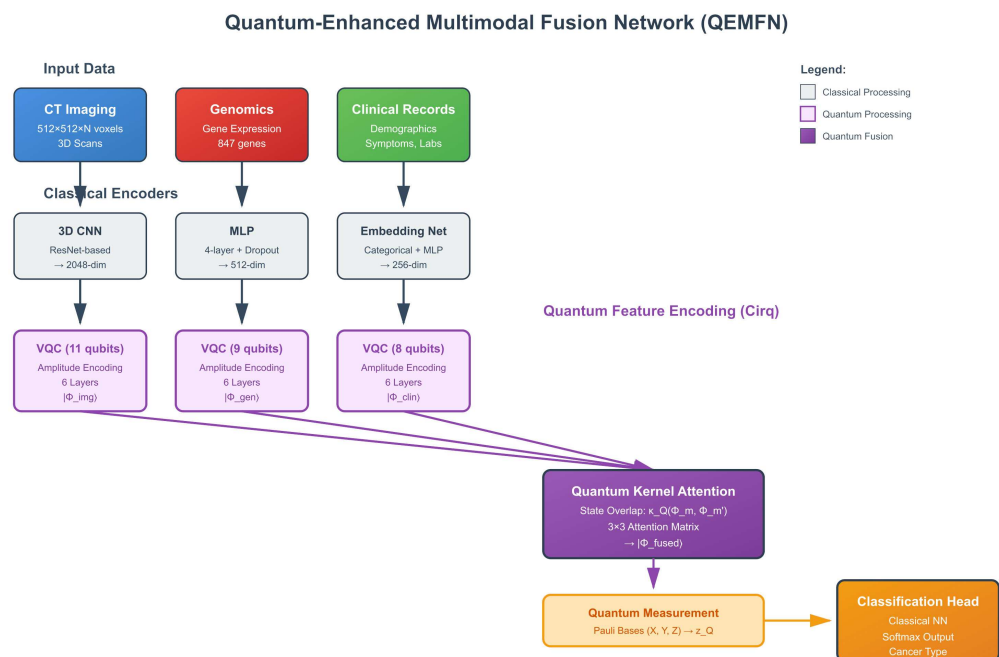 Quantum-Enhanced Multimodal Fusion Network (QEMFN)
Input Data
Legend:
Classical Processing
Quantum Processing
Quantum Fusion
CT Imaging
512×512×N voxels
3D Scans
Genomics
Gene Expression
847 genes
Clinical Records
Demographics
Symptoms, Labs
Classical Encoders
3D CNN
ResNet-based
→ 2048-dim
MLP
4-layer + Dropout
→ 512-dim
Embedding Net
Categorical + MLP
→ 256-dim
Quantum Feature Encoding (Cirq)
VQC (11 qubits)
Amplitude Encoding
6 Layers
|Φ_img⟩
VQC (9 qubits)
Amplitude Encoding
6 Layers
|Φ_gen⟩
VQC (8 qubits)
Amplitude Encoding
6 Layers
|Φ_clin⟩
Quantum Kernel Attention
State Overlap: κ_Q(Φ_m, Φ_m')
3×3 Attention Matrix
→ |Φ_fused⟩
Quantum Measurement
Pauli Bases (X, Y, Z) → z_Q
Classification Head
Classical NN
Softmax Output
Cancer Type